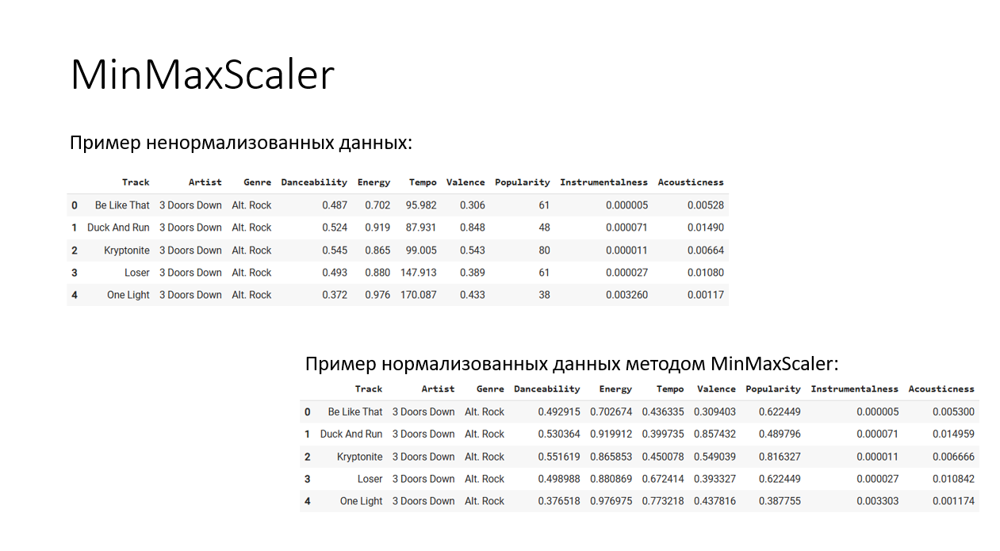 MinMaxScaler
Пример ненормализованных данных:
Track Artist Genre Danceability Energy Tempo Valence Popularity Instrumentalness Acousticness
0 Be Like That 3 Doors Down Alt. Rock 0.487 0.702 95.982 0.306 61 0.000005 0.00528
1 Duck And Run 3 Doors Down Alt. Rock 0.524 0.919 87.931 0.848 48 0.000071 0.01490
2 Kryptonite 3 Doors Down Alt. Rock 0.545 0.865 99.005 0.543 80 0.000011 0.00664
3 Loser 3 Doors Down Alt. Rock 0.493 0.880 147.913 0.389 61 0.000027 0.01080
4 One Light 3 Doors Down Alt. Rock 0.372 0.976 170.087 0.433 38 0.003260 0.00117
Пример нормализованных данных методом MinMaxScaler:
Track Artist Genre Danceability Energy Tempo Valence Popularity Instrumentalness Acousticness
0 Be Like That 3 Doors Down Alt. Rock 0.492915 0.702674 0.436335 0.309403 0.622449 0.000005 0.005300
1 Duck And Run 3 Doors Down Alt. Rock 0.530364 0.919912 0.399735 0.857432 0.489796 0.000071 0.014959
2 Kryptonite 3 Doors Down Alt. Rock 0.551619 0.865853 0.450078 0.549039 0.816327 0.000011 0.006666
3 Loser 3 Doors Down Alt. Rock 0.498988 0.880869 0.672414 0.393327 0.622449 0.000027 0.010842
4 One Light 3 Doors Down Alt. Rock 0.376518 0.976975 0.773218 0.437816 0.387755 0.003303 0.001174